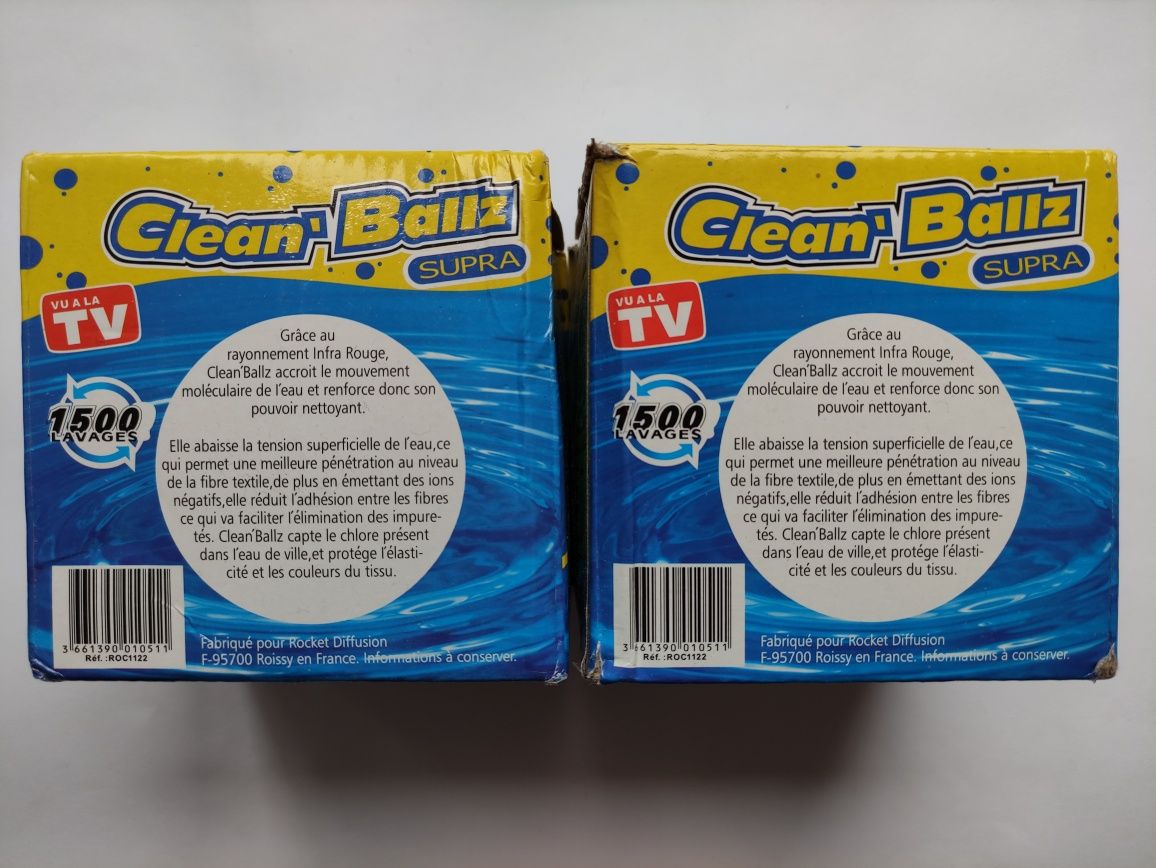 Clean' Ballz
SUPRA
VU A LA
TV
Grâce au
rayonnement Infra Rouge,
Clean'Ballz accroit le mouvement
moléculaire de l'eau et renforce donc son
pouvoir nettoyant.
1500
LAVAGES
Elle abaisse la tension superficielle de l'eau,ce
qui permet une meilleure pénétration au niveau
de la fibre textile,de plus en émettant des ions
négatifs,elle réduit l'adhésion entre les fibres
ce qui va faciliter l'élimination des impure-
tés. Clean'Ballz capte le chlore présent
dans l'eau de ville,et protége l'élasti-
cité et les couleurs du tissu.
3 661390 010511
Réf. :ROC1122
Fabriqué pour Rocket Diffusion
F-95700 Roissy en France. Informations à conserver.
Clean' Ballz
SUPRA
VU A LA
TV
Grâce au
rayonnement Infra Rouge,
Clean'Ballz accroit le mouvement
moléculaire de l'eau et renforce donc son
pouvoir nettoyant.
1500
LAVAGES
Elle abaisse la tension superficielle de l'eau,ce
qui permet une meilleure pénétration au niveau
de la fibre textile,de plus en émettant des ions
négatifs,elle réduit l'adhésion entre les fibres
ce qui va faciliter l'élimination des impure-
tés. Clean'Ballz capte le chlore présent
dans l'eau de ville,et protége l'élasti-
cité et les couleurs du tissu.
3 661390 010511
Réf. :ROC1122
Fabriqué pour Rocket Diffusion
F-95700 Roissy en France. Informations à conserver.